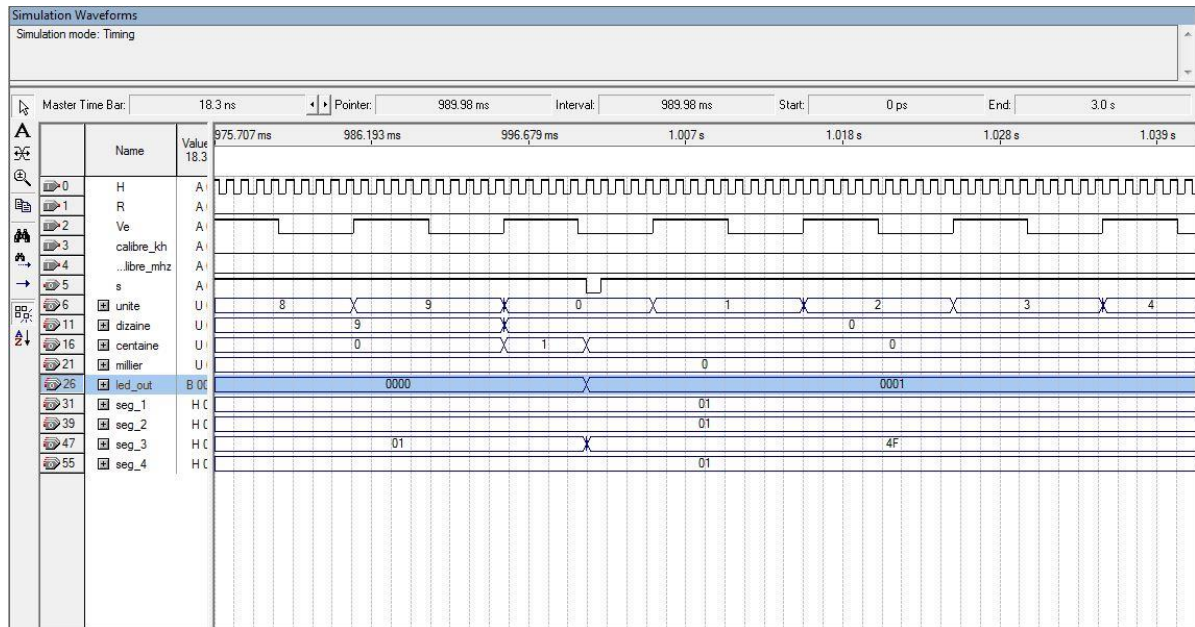 Simulation Waveforms
Simulation mode: Timing
Master Time Bar: 18.3 ns Pointer: 989.98 ms Interval: 989.98 ms Start: 0 ps End: 3.0 s
Name Value 18.3 975.707 ms 986.193 ms 996.679 ms 1.007 s 1.018 s 1.028 s 1.039 s
0 H A
1 R A
2 Ve A
3 calibre_kh A
4 ...libre_mhz A
5 s A
6 unite U 8 9 0 1 2 3 4
11 dizaine U 9 0
16 centaine U 0 1 0
21 millier U 0
26 led_out B 00 0000 0001
31 seg_1 H 01
39 seg_2 H 01
47 seg_3 H 01 4F
55 seg_4 H 01